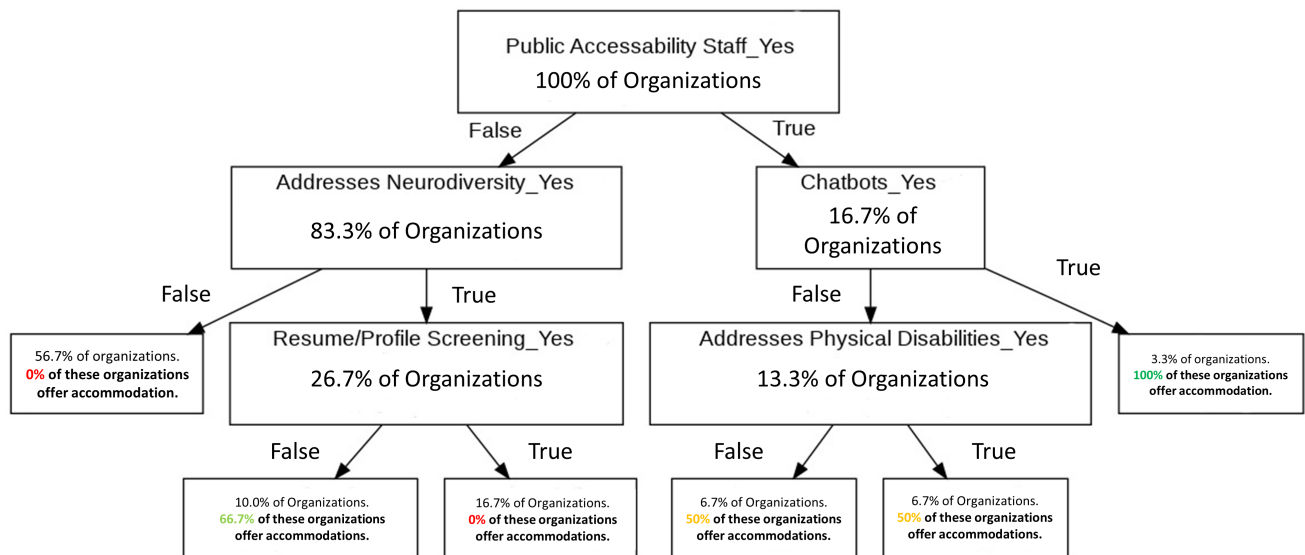 Public Accessability Staff_Yes
100% of Organizations
False
True
Addresses Neurodiversity_Yes
83.3% of Organizations
Chatbots_Yes
16.7% of
Organizations
False
True
False
True
56.7% of organizations.
0% of these organizations
offer accommodation.
Resume/Profile Screening_Yes
26.7% of Organizations
Addresses Physical Disabilities_Yes
13.3% of Organizations
3.3% of organizations.
100% of these organizations
offer accommodation.
False
True
False
True
10.0% of Organizations.
66.7% of these organizations
offer accommodations.
16.7% of Organizations.
0% of these organizations
offer accommodations.
6.7% of Organizations.
50% of these organizations
offer accommodations.
6.7% of Organizations.
50% of these organizations
offer accommodations.